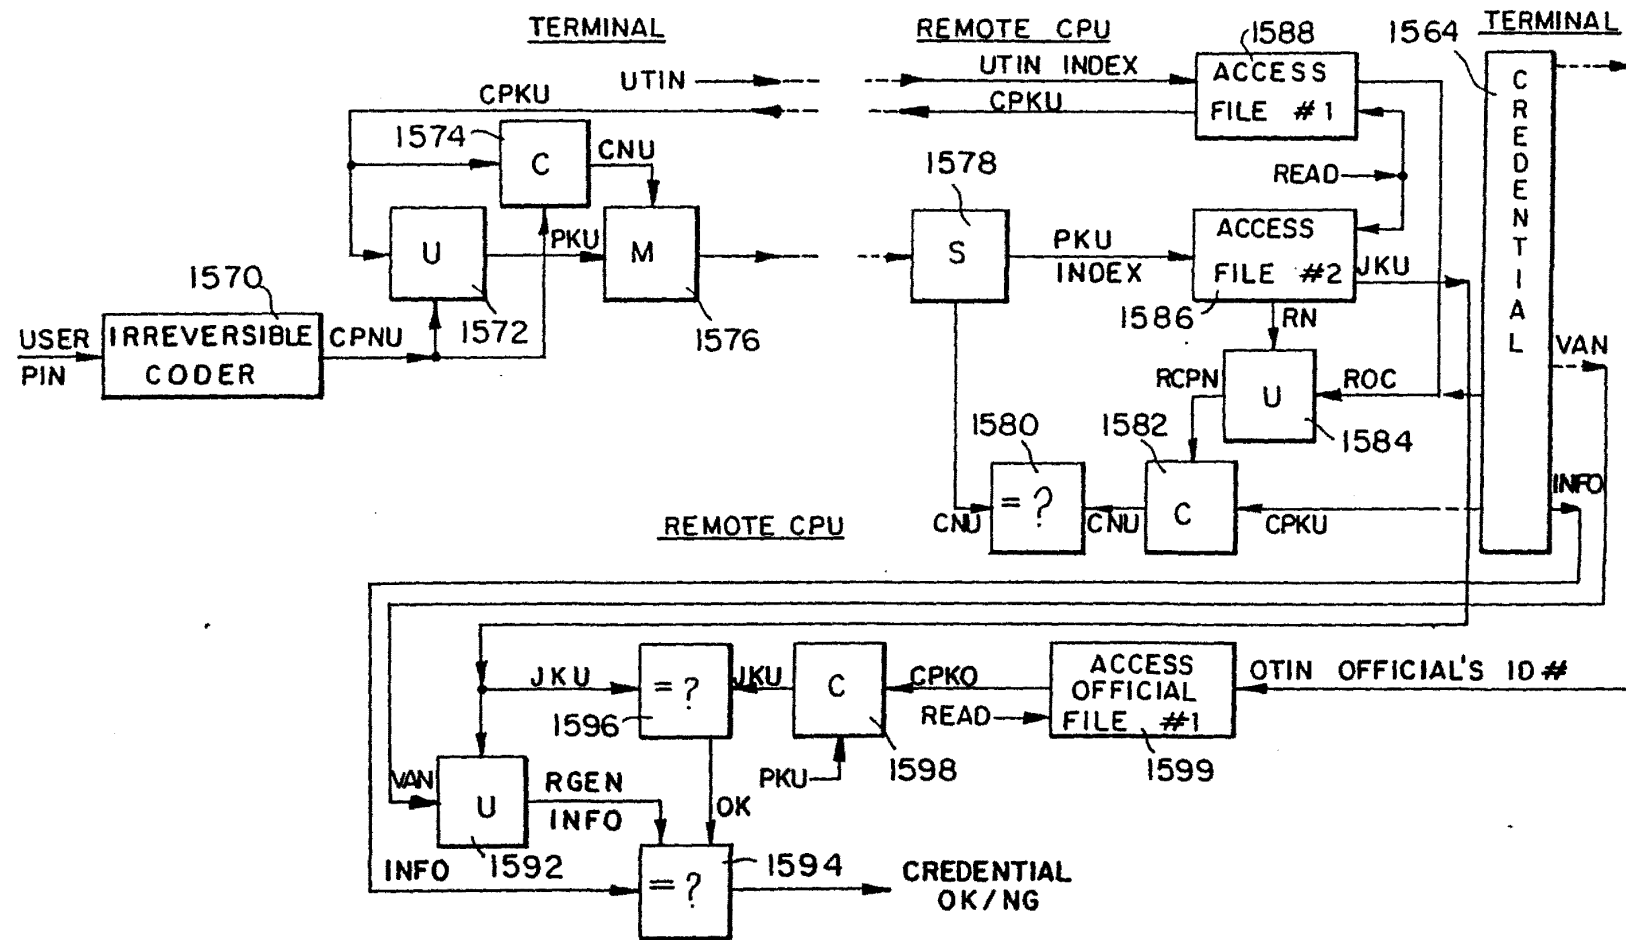 TERMINAL
REMOTE CPU
1588
1564
TERMINAL
UTIN
UTIN INDEX
ACCESS
FILE #1
CPKU
CPKU
1574
C
CNU
1578
READ
CREDENTIAL
U
PKU
M
S
PKU
INDEX
ACCESS
FILE #2
JKU
1570
1572
1576
1586
RN
USER
PIN
IRREVERSIBLE
CODER
CPNU
VAN
RCPN
U
ROC
1580
1582
1584
= ?
C
INFO
CNU
CNU
CPKU
REMOTE CPU
JKU
= ?
JKU
C
CPKO
ACCESS
OFFICIAL
FILE #1
OTIN OFFICIAL'S ID #
READ
1596
1598
1599
PKU
VAN
U
RGEN
INFO
OK
INFO
1592
= ?
1594
CREDENTIAL
OK/NG